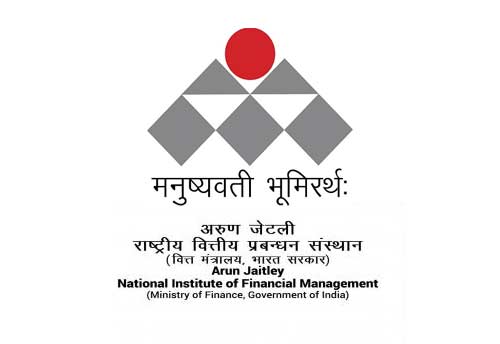 मनुष्यवती भूमिरर्थः
अरुण जेटली
राष्ट्रीय वित्तीय प्रबन्धन संस्थान
(वित्त मंत्रालय, भारत सरकार)
Arun Jaitley
National Institute of Financial Management
(Ministry of Finance, Government of India)